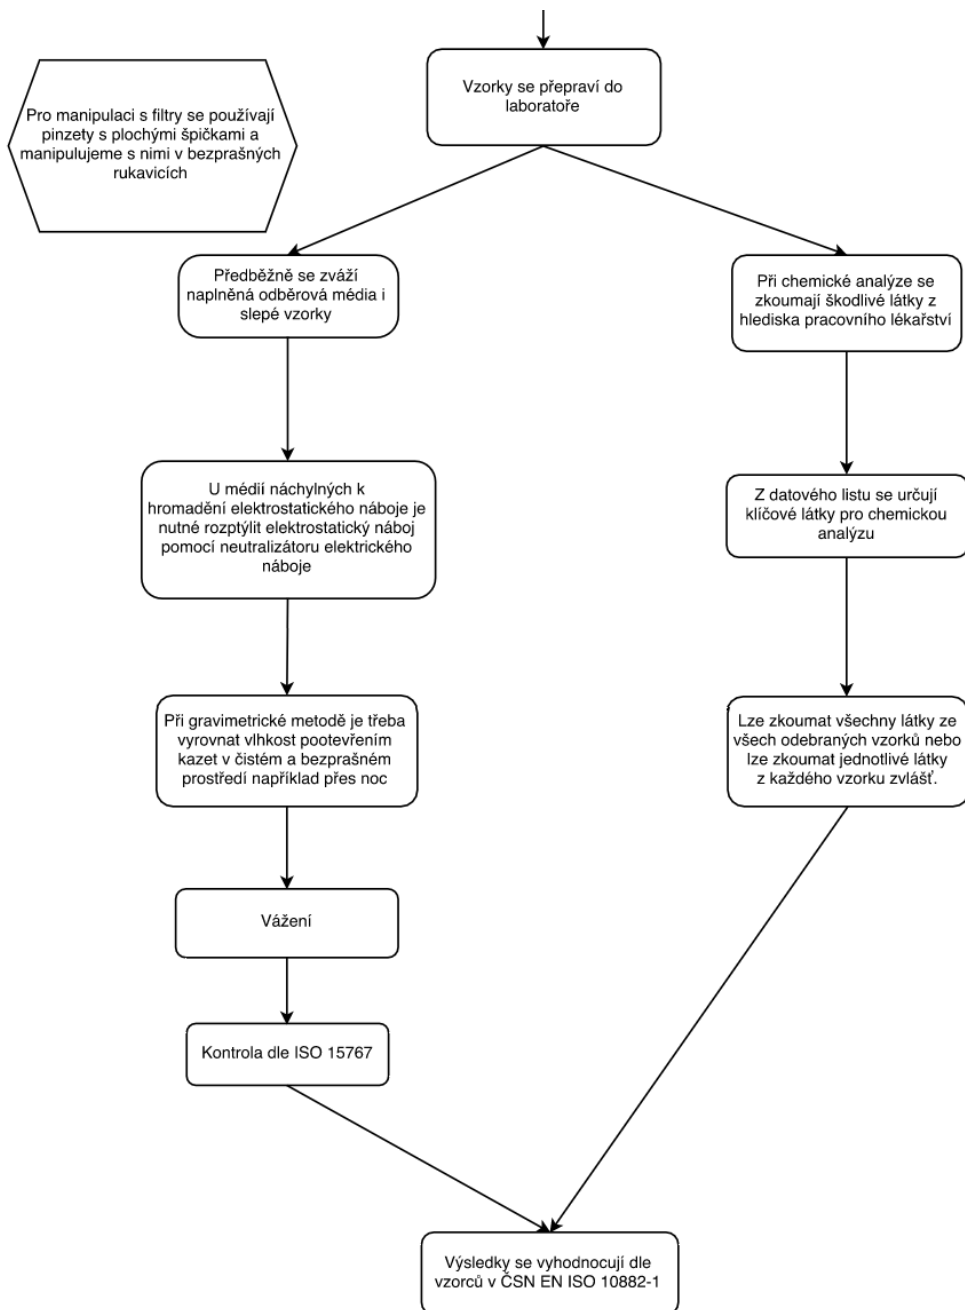 Vzorky se přepraví do
laboratoře
Pro manipulaci s filtry se používají
pinzety s plochými špičkami a
manipulujeme s nimi v bezprašných
rukavicích
Předběžně se zváží
naplněná odběrová média i
slepé vzorky
Při chemické analýze se
zkoumají škodlivé látky z
hlediska pracovního lékařství
U médií náchylných k
hromadění elektrostatického náboje je
nutné rozptýlit elektrostatický náboj
pomocí neutralizátoru elektrického
náboje
Z datového listu se určují
klíčové látky pro chemickou
analýzu
Při gravimetrické metodě je třeba
vyrovnat vlhkost pootevřením
kazet v čistém a bezprašném
prostředí například přes noc
Lze zkoumat všechny látky ze
všech odebraných vzorků nebo
lze zkoumat jednotlivé látky
z každého vzorku zvlášť.
Vážení
Kontrola dle ISO 15767
Výsledky se vyhodnocují dle
vzorců v ČSN EN ISO 10882-1